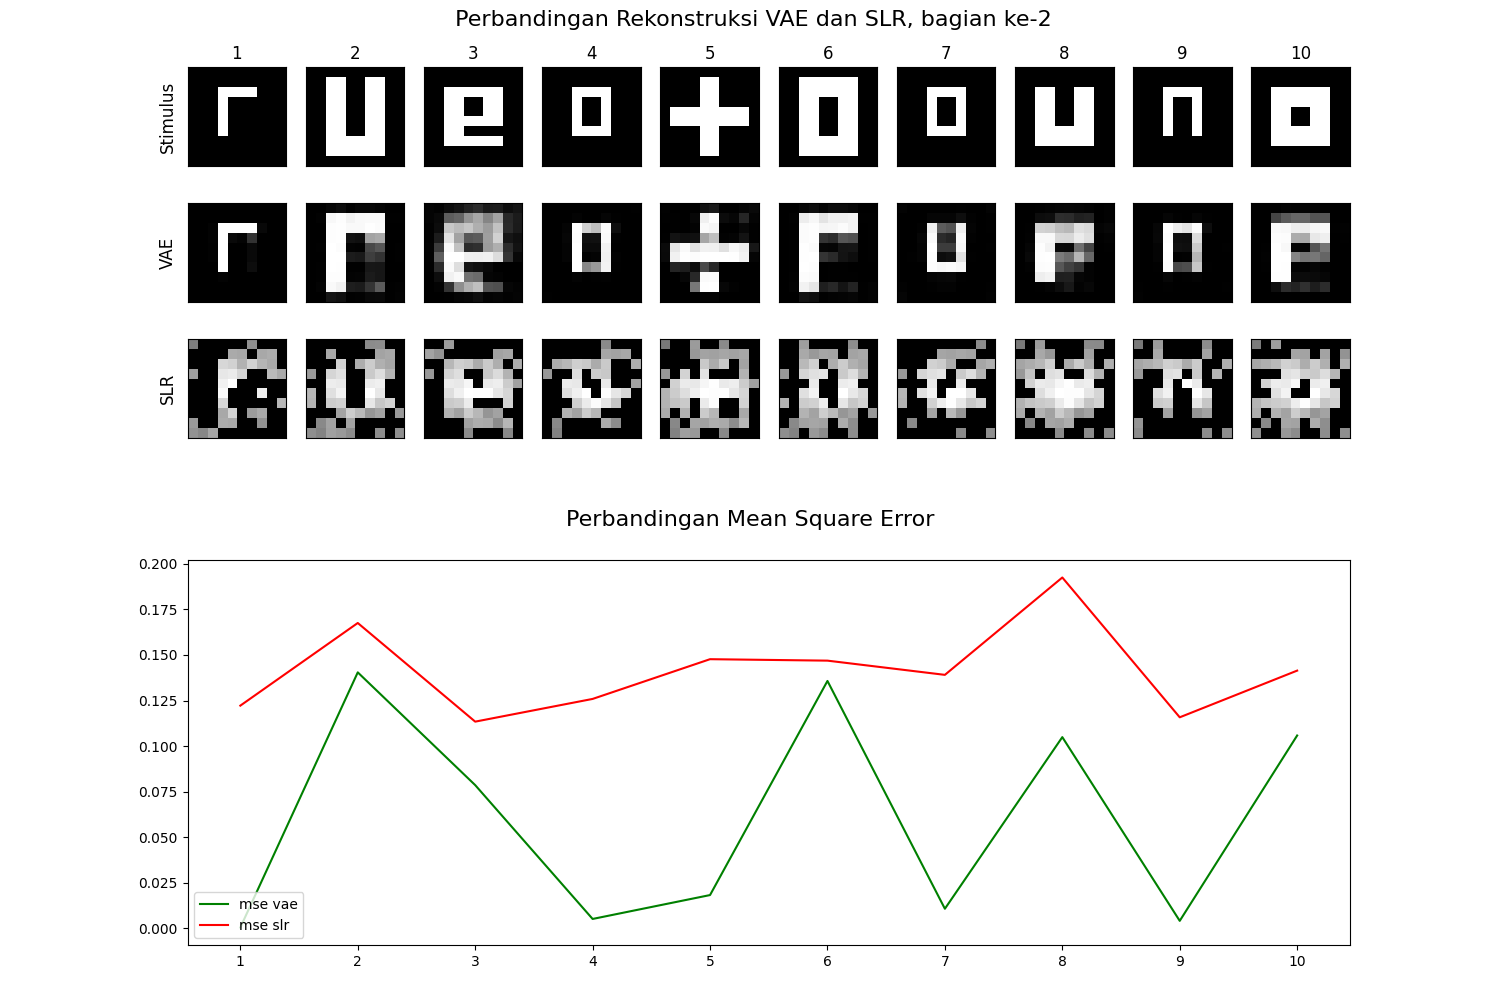 Perbandingan Rekonstruksi VAE dan SLR, bagian ke-2
1 2 3 4 5 6 7 8 9 10
Stimulus
VAE
SLR
Perbandingan Mean Square Error
0.200
0.175
0.150
0.125
0.100
0.075
0.050
0.025
0.000
mse vae
mse slr
1 2 3 4 5 6 7 8 9 10